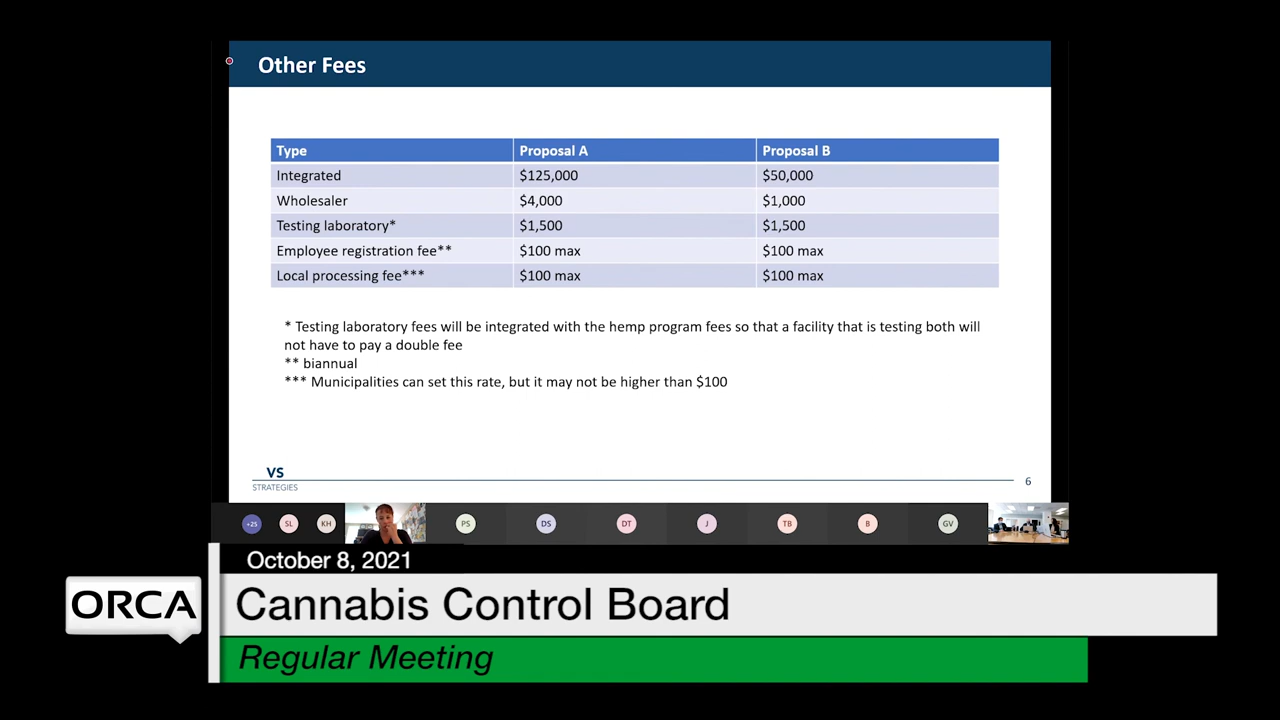 Other Fees
Type Proposal A Proposal B
Integrated $125,000 $50,000
Wholesaler $4,000 $1,000
Testing laboratory* $1,500 $1,500
Employee registration fee** $100 max $100 max
Local processing fee*** $100 max $100 max
* Testing laboratory fees will be integrated with the hemp program fees so that a facility that is testing both will
not have to pay a double fee
** biannual
*** Municipalities can set this rate, but it may not be higher than $100
VS
STRATEGIES
6
+25 SL KH PS DS DT J TB B GV
October 8, 2021
ORCA
Cannabis Control Board
Regular Meeting